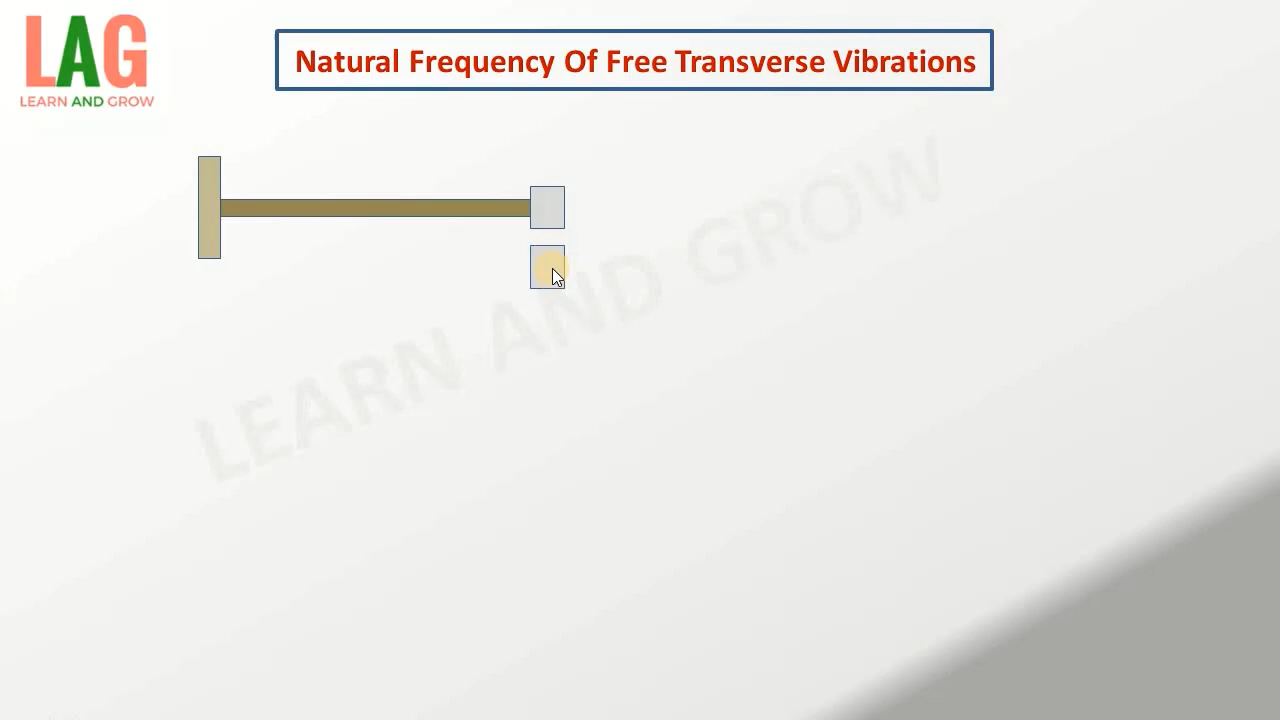 LAG
LEARN AND GROW
Natural Frequency Of Free Transverse Vibrations
LEARN AND GROW